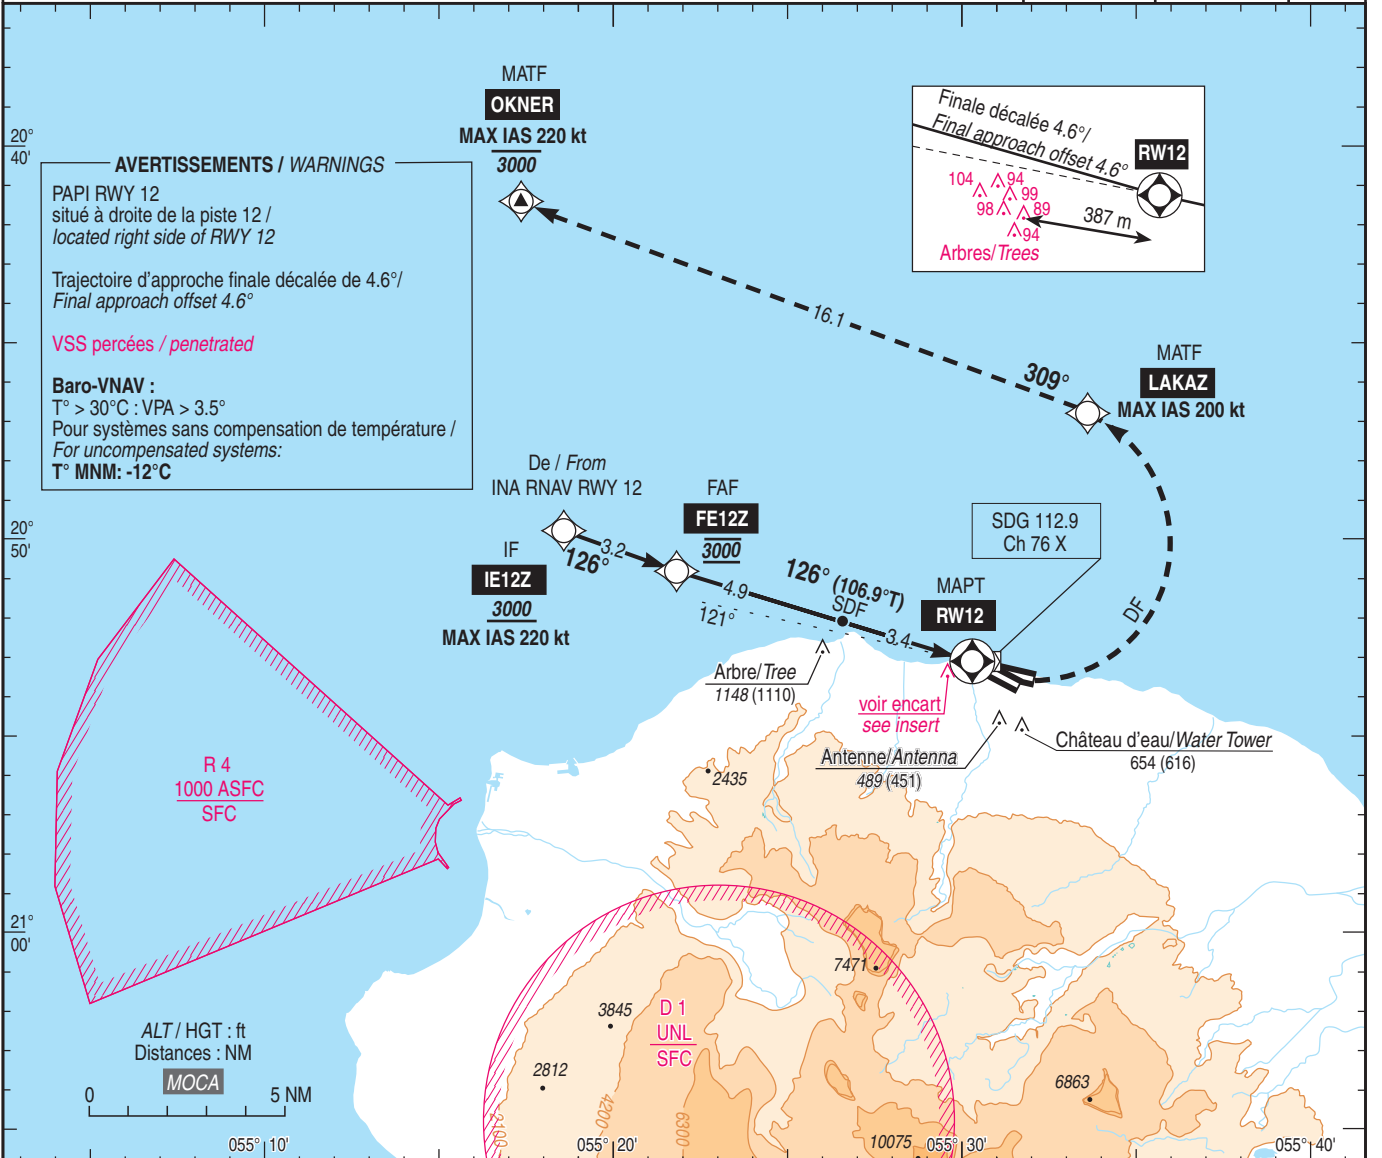 MATF
OKNER
MAX IAS 220 kt
3000
20°
40'
AVERTISSEMENTS / WARNINGS
PAPI RWY 12
situé à droite de la piste 12 /
located right side of RWY 12
Trajectoire d'approche finale décalée de 4.6°/
Final approach offset 4.6°
VSS percées / penetrated
Baro-VNAV :
T° > 30°C : VPA > 3.5°
Pour systèmes sans compensation de température /
For uncompensated systems:
T° MNM: -12°C
Finale décalée 4.6°/
Final approach offset 4.6°
RW12
104
94
99
98
89
94
387 m
Arbres/Trees
16.1
309°
MATF
LAKAZ
MAX IAS 200 kt
De / From
INA RNAV RWY 12
IF
IE12Z
3000
MAX IAS 220 kt
3.2
126°
FAF
FE12Z
3000
4.9
126° (106.9°T)
SDF
121°
3.4
MAPT
RW12
SDG 112.9
Ch 76 X
DF
20°
50'
Arbre/Tree
1148 (1110)
voir encart
see insert
Antenne/Antenna
489 (451)
Château d'eau/Water Tower
654 (616)
R 4
1000 ASFC
SFC
2435
21°
00'
7471
3845
D 1
UNL
SFC
2812
6863
10075
2100
4200
6300
ALT / HGT : ft
Distances : NM
MOCA
0
5 NM
055° 10'
055° 20'
055° 30'
055° 40'